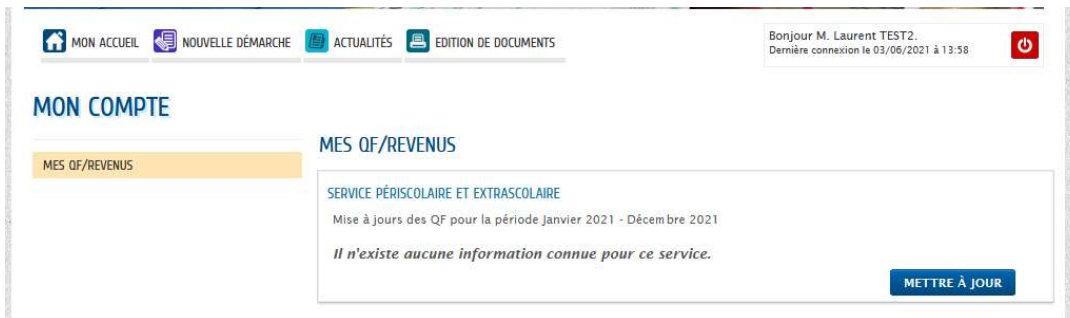 MON ACCUEIL NOUVELLE DÉMARCHE ACTUALITÉS EDITION DE DOCUMENTS
Bonjour M. Laurent TEST2.
Dernière connexion le 03/06/2021 à 13:58
MON COMPTE
MES QF/REVENUS
MES QF/REVENUS
SERVICE PÉRISCOLAIRE ET EXTRASCOLAIRE
Mise à jours des QF pour la période Janvier 2021 - Décembre 2021
Il n'existe aucune information connue pour ce service.
METTRE À JOUR